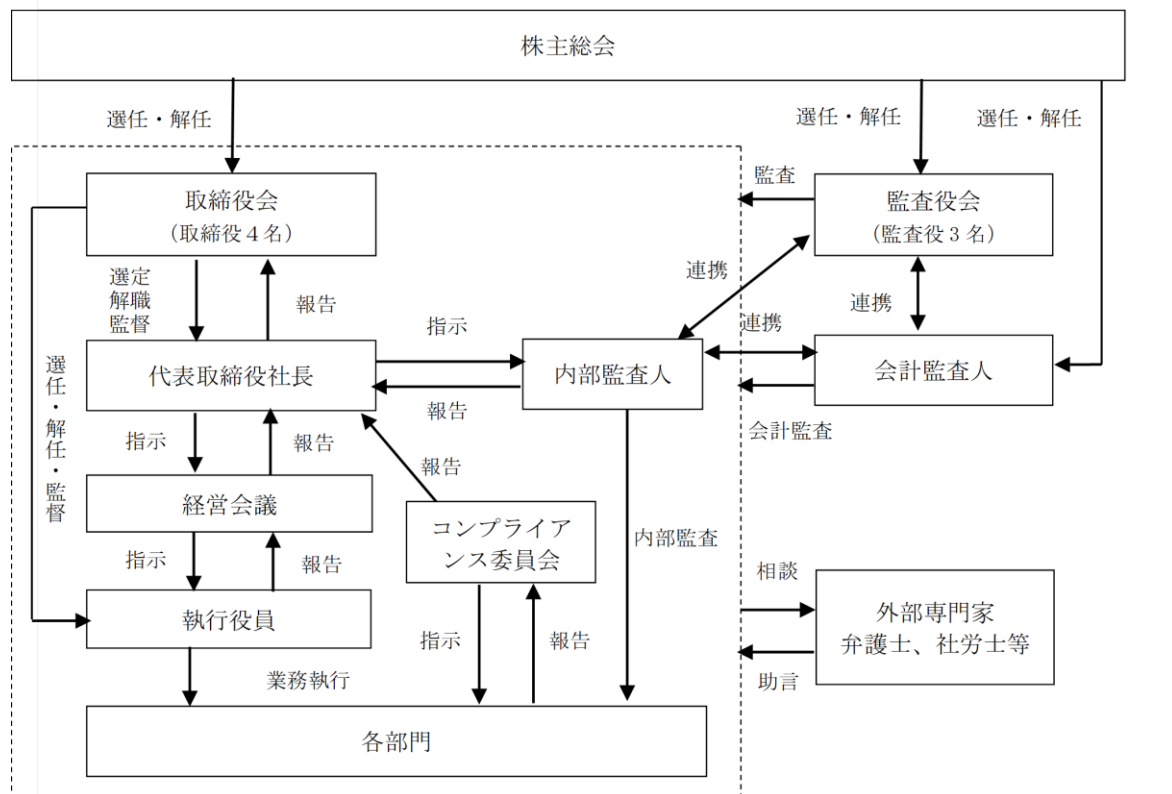 株主総会
選任・解任
選任・解任
選任・解任
取締役会
(取締役４名)
監査
監査役会
(監査役３名)
選定
解職
監督
報告
連携
連携
指示
連携
選任・解任・監督
代表取締役社長
内部監査人
会計監査人
報告
会計監査
指示
報告
報告
経営会議
コンプライア
ンス委員会
内部監査
指示
報告
相談
執行役員
外部専門家
弁護士、社労士等
指示
報告
業務執行
助言
各部門